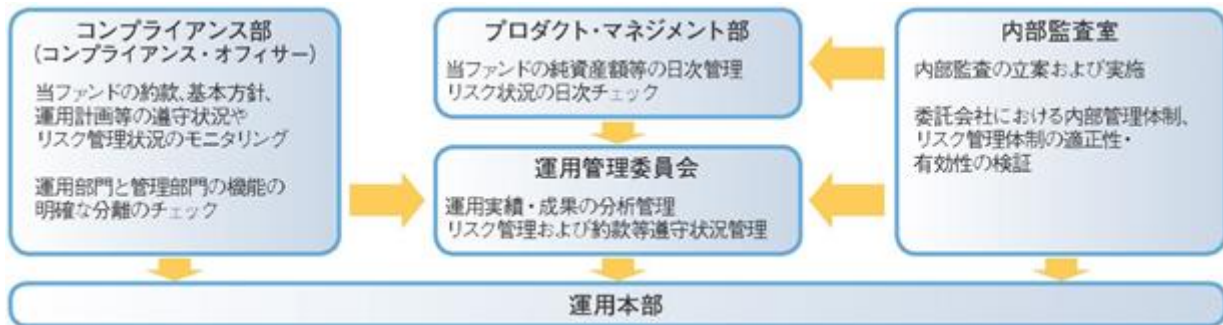 コンプライアンス部
(コンプライアンス・オフィサー)
当ファンドの約款、基本方針、
運用計画等の遵守状況や
リスク管理状況のモニタリング
運用部門と管理部門の機能の
明確な分離のチェック
プロダクト・マネジメント部
当ファンドの純資産額等の日次管理
リスク状況の日次チェック
運用管理委員会
運用実績・成果の分析管理
リスク管理および約款等遵守状況管理
内部監査室
内部監査の立案および実施
委託会社における内部管理体制、
リスク管理体制の適正性・
有効性の検証
運用本部